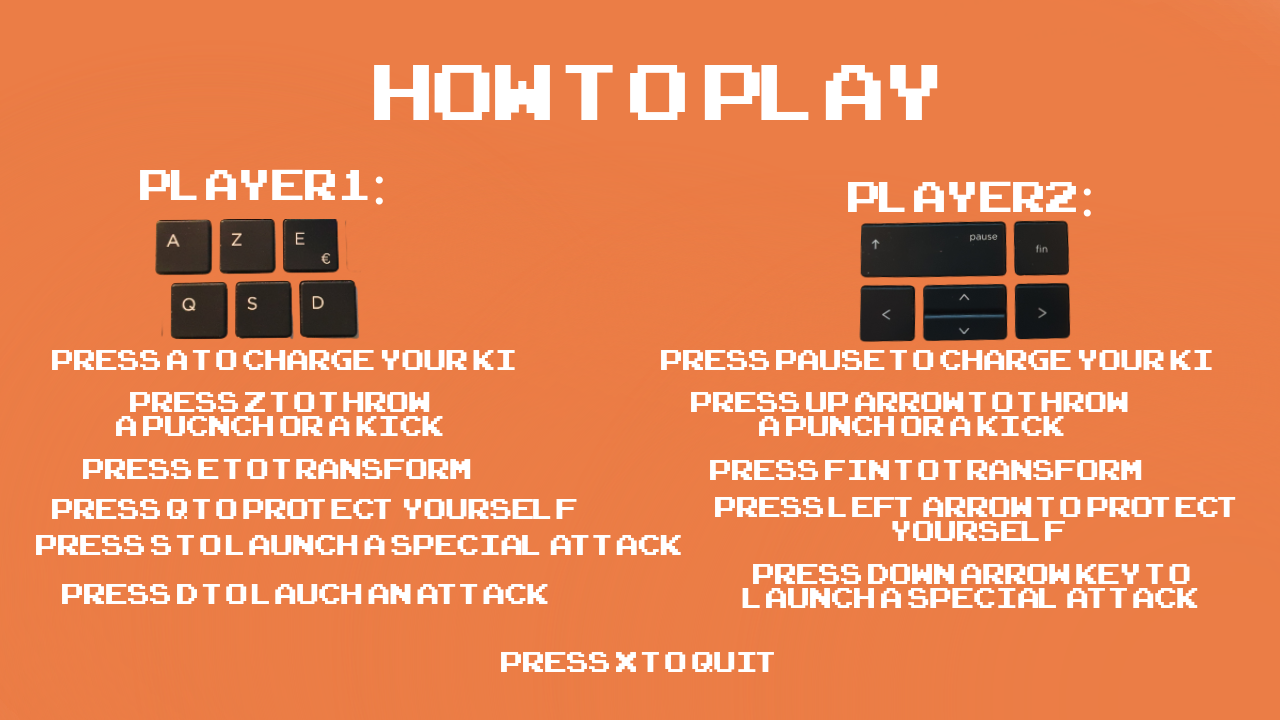 HOW TO PLAY
PLAYER1:
A Z E
€
Q S D
PRESS A TO CHARGE YOUR KI
PRESS Z TO THROW
A PUCNCH OR A KICK
PRESS E TO TRANSFORM
PRESS Q TO PROTECT YOURSELF
PRESS S TO LAUNCH A SPECIAL ATTACK
PRESS D TO LAUCH AN ATTACK
PLAYER2:
↑ pause fin
< ^ v >
PRESS PAUSE TO CHARGE YOUR KI
PRESS UP ARROW TO THROW
A PUNCH OR A KICK
PRESS FIN TO TRANSFORM
PRESS LEFT ARROW TO PROTECT
YOURSELF
PRESS DOWN ARROW KEY TO
LAUNCH A SPECIAL ATTACK
PRESS X TO QUIT